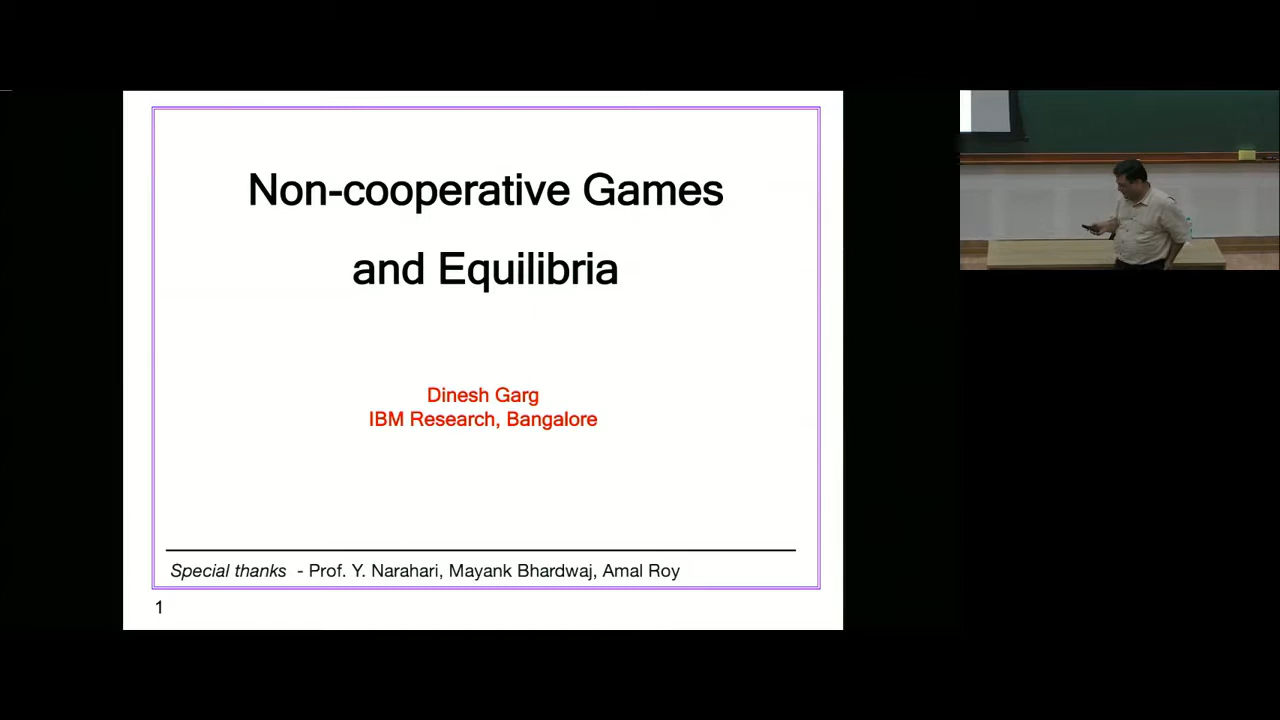 Non-cooperative Games
and Equilibria
Dinesh Garg
IBM Research, Bangalore
Special thanks - Prof. Y. Narahari, Mayank Bhardwaj, Amal Roy
1